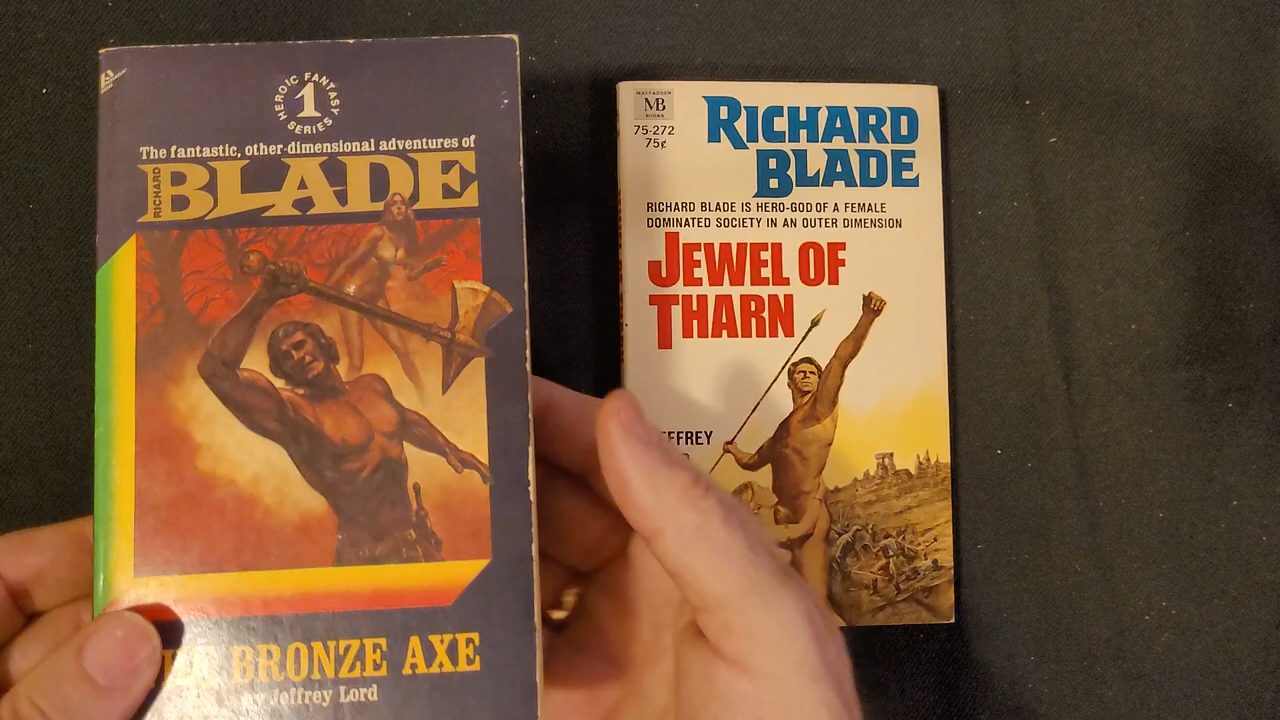 HEROIC FANTASY SERIES
1
The fantastic, other-dimensional adventures of
RICHARD
BLADE
BRONZE AXE
by Jeffrey Lord
MACFADDEN
MB
BOOKS
75-272
75¢
RICHARD
BLADE
RICHARD BLADE IS HERO-GOD OF A FEMALE
DOMINATED SOCIETY IN AN OUTER DIMENSION
JEWEL OF
THARN
EFFREY